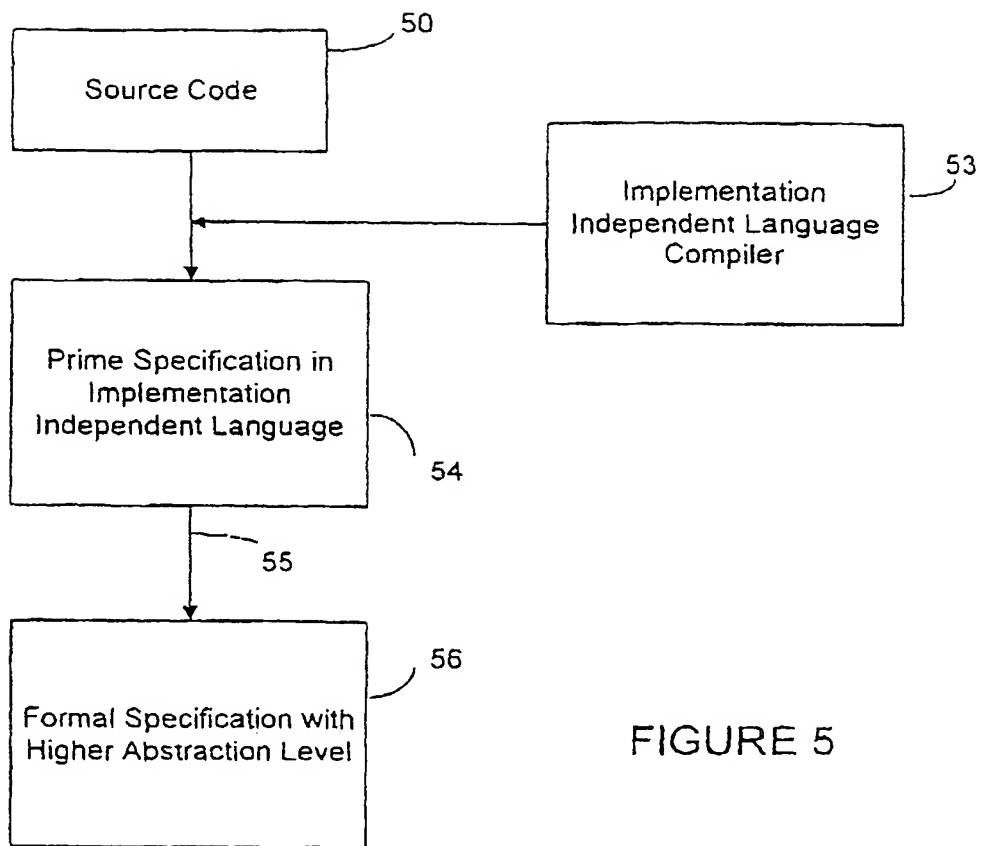 50
Source Code
53
Implementation
Independent Language
Compiler
Prime Specification in
Implementation
Independent Language
54
55
56
Formal Specification with
Higher Abstraction Level
FIGURE 5